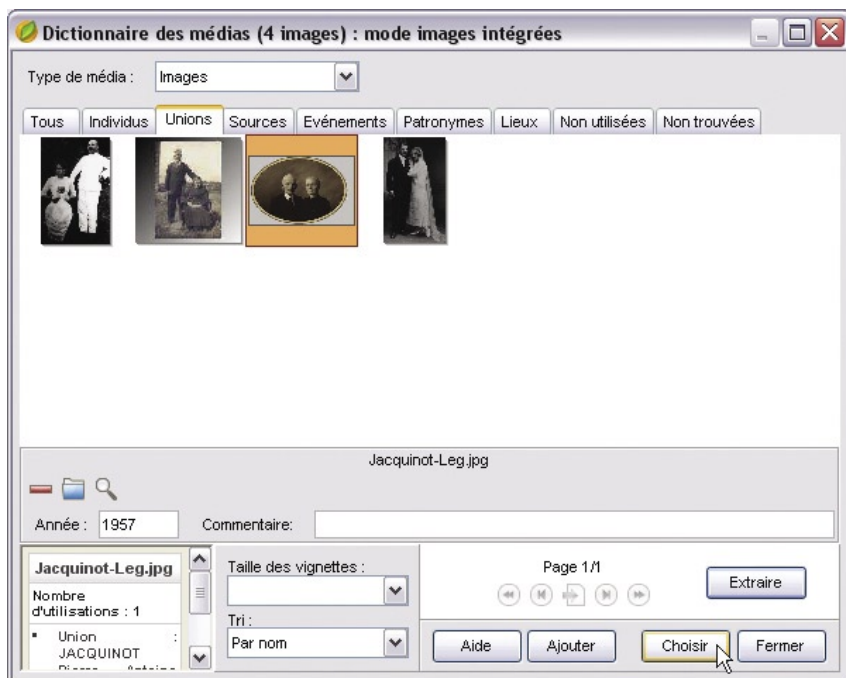 Dictionnaire des médias (4 images) : mode images intégrées
Type de média : Images
Tous Individus Unions Sources Evénements Patronymes Lieux Non utilisées Non trouvées
Jacquinot-Leg.jpg
Année : 1957 Commentaire:
Jacquinot-Leg.jpg
Nombre
d'utilisations : 1
Union :
JACQUINOT
Taille des vignettes :
Tri :
Par nom
Page 1/1
Extraire
Aide Ajouter Choisir Fermer